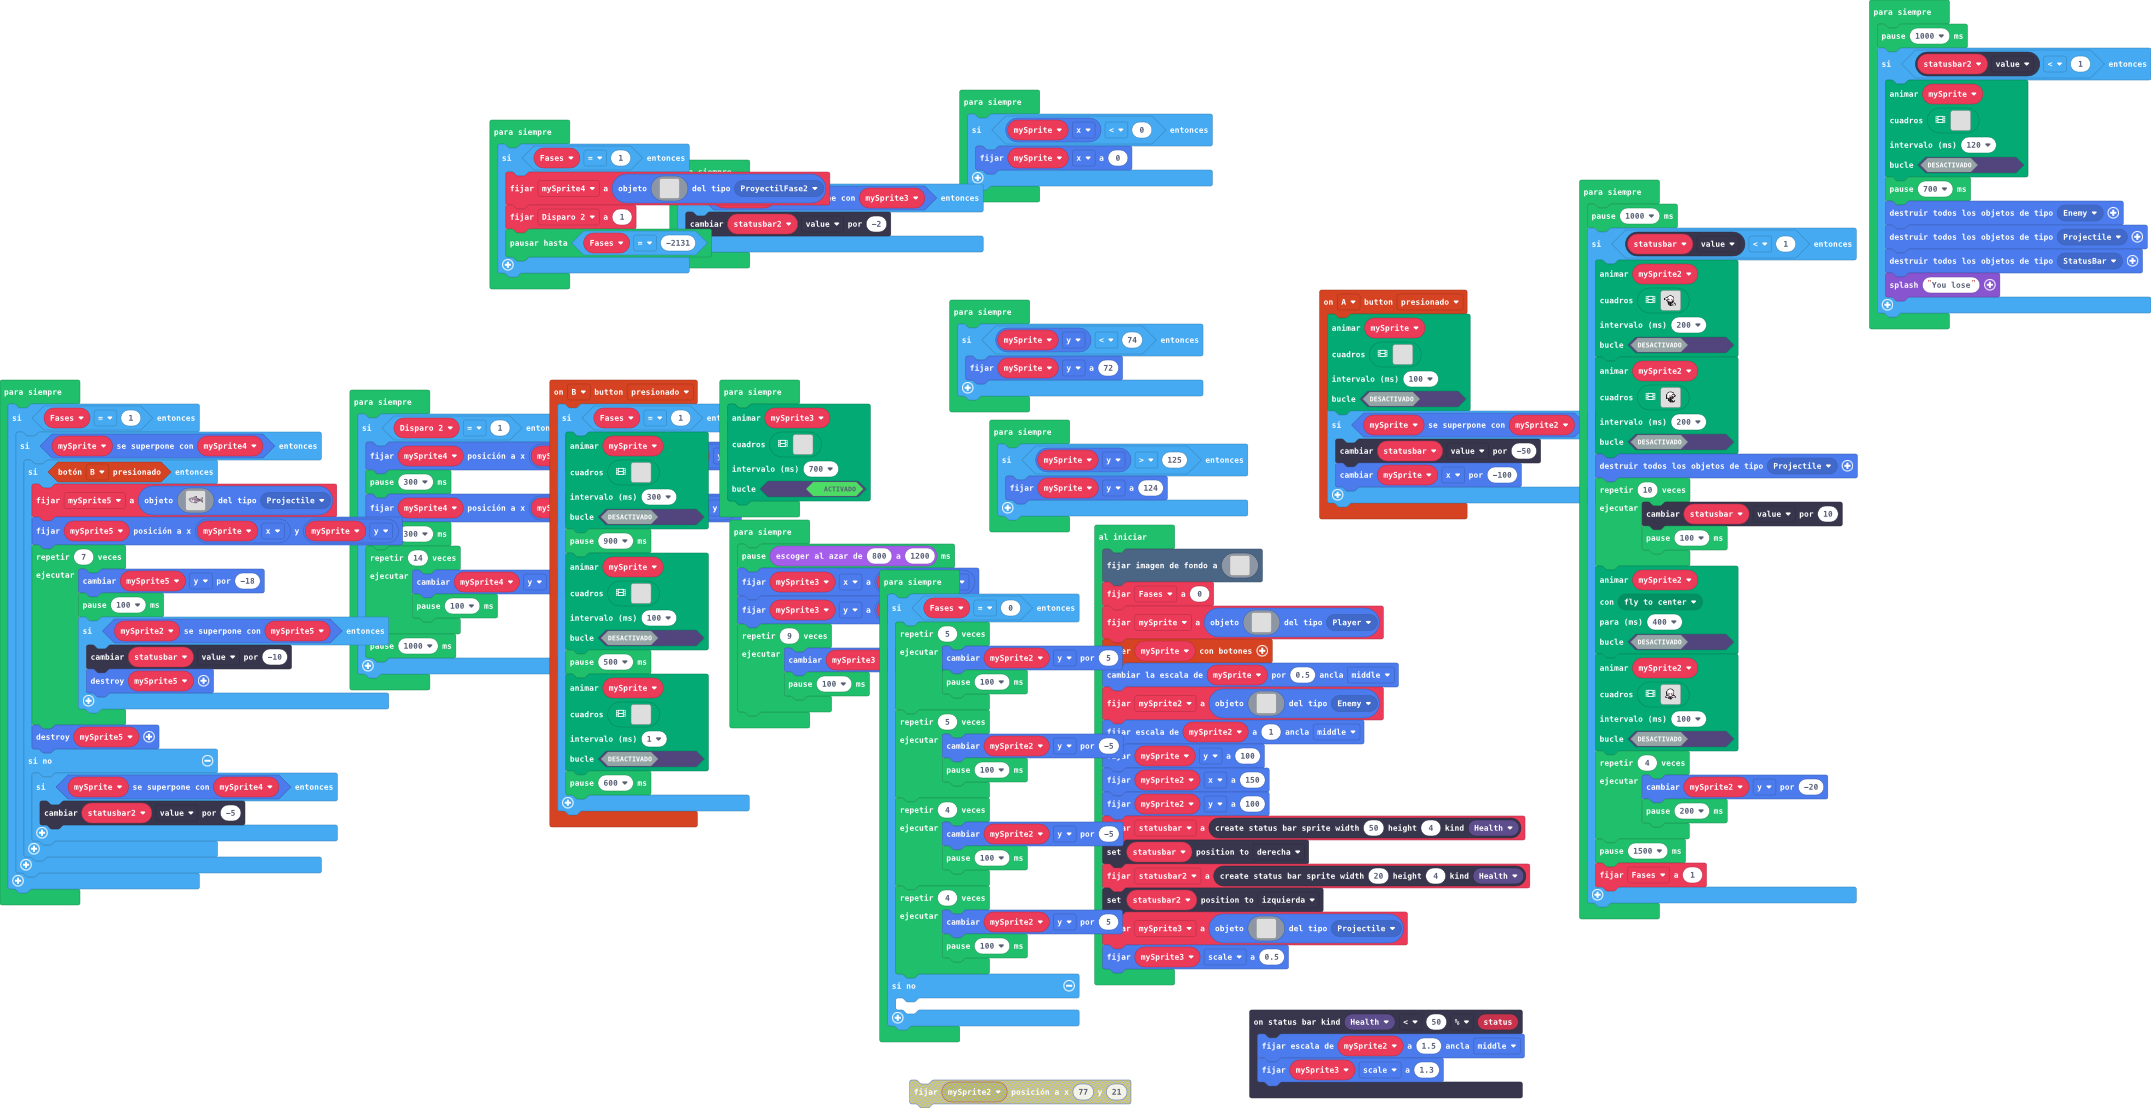 para siempre
pause 1000 ms
si statusbar2 value < 1 entonces
animar mySprite
cuadros
intervalo (ms) 120
bucle DESACTIVADO
pause 700 ms
destruir todos los objetos de tipo Enemy
destruir todos los objetos de tipo Projectile
destruir todos los objetos de tipo StatusBar
splash "You lose"
para siempre
si mySprite x < 0 entonces
fijar mySprite x a 0
para siempre
si Fases = 1 entonces
fijar mySprite4 a objeto del tipo ProyectilFase2
fijar Disparo 2 a 1
pausar hasta Fases = -2131
siempre
e con mySprite3 entonces
cambiar statusbar2 value por -2
para siempre
si mySprite y < 74 entonces
fijar mySprite y a 72
para siempre
si mySprite y > 125 entonces
fijar mySprite y a 124
on A button presionado
animar mySprite
cuadros
intervalo (ms) 100
bucle DESACTIVADO
si mySprite se superpone con mySprite2
cambiar statusbar value por -50
cambiar mySprite x por -100
para siempre
pause 1000 ms
si statusbar value < 1 entonces
animar mySprite2
cuadros
intervalo (ms) 200
bucle DESACTIVADO
animar mySprite2
cuadros
intervalo (ms) 200
bucle DESACTIVADO
destruir todos los objetos de tipo Projectile
repetir 10 veces
ejecutar cambiar statusbar value por 10
pause 100 ms
animar mySprite2
con fly to center
para (ms) 400
bucle DESACTIVADO
animar mySprite2
cuadros
intervalo (ms) 100
bucle DESACTIVADO
repetir 4 veces
ejecutar cambiar mySprite2 y por -20
pause 200 ms
pause 1500 ms
fijar Fases a 1
para siempre
si Fases = 1 entonces
si mySprite se superpone con mySprite4 entonces
si botón B presionado entonces
fijar mySprite5 a objeto del tipo Projectile
fijar mySprite5 posición a x mySprite x y mySprite y
repetir 7 veces
ejecutar cambiar mySprite5 y por -18
pause 100 ms
si mySprite2 se superpone con mySprite5 entonces
cambiar statusbar value por -10
destroy mySprite5
destroy mySprite5
si no
si mySprite se superpone con mySprite4 entonces
cambiar statusbar2 value por -5
para siempre
si Disparo 2 = 1 enton
fijar mySprite4 posición a x myS
pause 300 ms
fijar mySprite4 posición a x myS
300 ms
repetir 14 veces
ejecutar cambiar mySprite4 y
pause 100 ms
pause 1000 ms
on B button presionado
si Fases = 1 ent
animar mySprite
cuadros
intervalo (ms) 300
bucle DESACTIVADO
pause 900 ms
animar mySprite
cuadros
intervalo (ms) 100
bucle DESACTIVADO
pause 500 ms
animar mySprite
cuadros
intervalo (ms) 1
bucle DESACTIVADO
pause 600 ms
para siempre
animar mySprite3
cuadros
intervalo (ms) 700
bucle ACTIVADO
para siempre
pause escoger al azar de 800 a 1200 ms
fijar mySprite3 x a
fijar mySprite3 y a
repetir 9 veces
ejecutar cambiar mySprite3
pause 100 ms
para siempre
si Fases = 0 entonces
repetir 5 veces
ejecutar cambiar mySprite2 y por 5
pause 100 ms
repetir 5 veces
ejecutar cambiar mySprite2 y por -5
pause 100 ms
repetir 4 veces
ejecutar cambiar mySprite2 y por -5
pause 100 ms
repetir 4 veces
ejecutar cambiar mySprite2 y por 5
pause 100 ms
si no
al iniciar
fijar imagen de fondo a
fijar Fases a 0
fijar mySprite a objeto del tipo Player
er mySprite con botones
cambiar la escala de mySprite por 0.5 ancla middle
fijar mySprite2 a objeto del tipo Enemy
fijar escala de mySprite2 a 1 ancla middle
ar mySprite y a 100
fijar mySprite2 x a 150
fijar mySprite2 y a 100
ar statusbar a create status bar sprite width 50 height 4 kind Health
set statusbar position to derecha
fijar statusbar2 a create status bar sprite width 20 height 4 kind Health
set statusbar2 position to izquierda
ar mySprite3 a objeto del tipo Projectile
fijar mySprite3 scale a 0.5
on status bar kind Health < 50 % status
fijar escala de mySprite2 a 1.5 ancla middle
fijar mySprite3 scale a 1.3
fijar mySprite2 posición a x 77 y 21